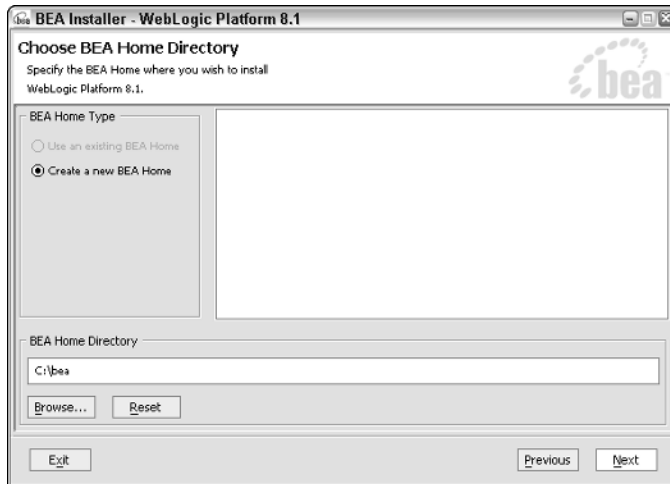 bea BEA Installer - WebLogic Platform 8.1
Choose BEA Home Directory
Specify the BEA Home where you wish to install
WebLogic Platform 8.1.
bea
BEA Home Type
Use an existing BEA Home
Create a new BEA Home
BEA Home Directory
C:\bea
Browse... Reset
Exit Previous Next